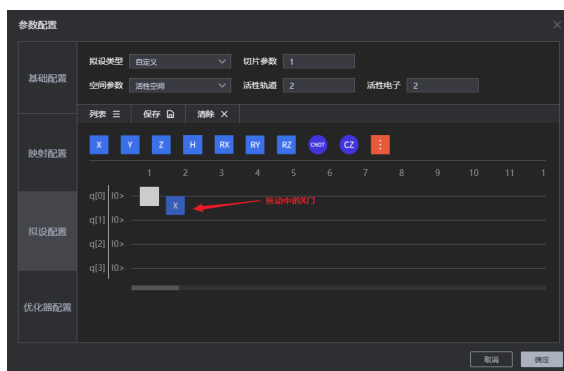 参数配置 ×
基础配置
映射配置
拟设配置
优化器配置
拟设类型 自定义 切片参数 1
空间参数 活性空间 活性轨道 2 活性电子 2
列表 保存 清除
X Y Z H RX RY RZ CNOT CZ
1 2 3 4 5 6 7 8 9 10 11 1
q[0] |0>
X 拖动中的X门
q[1] |0>
q[2] |0>
q[3] |0>
取消 确定